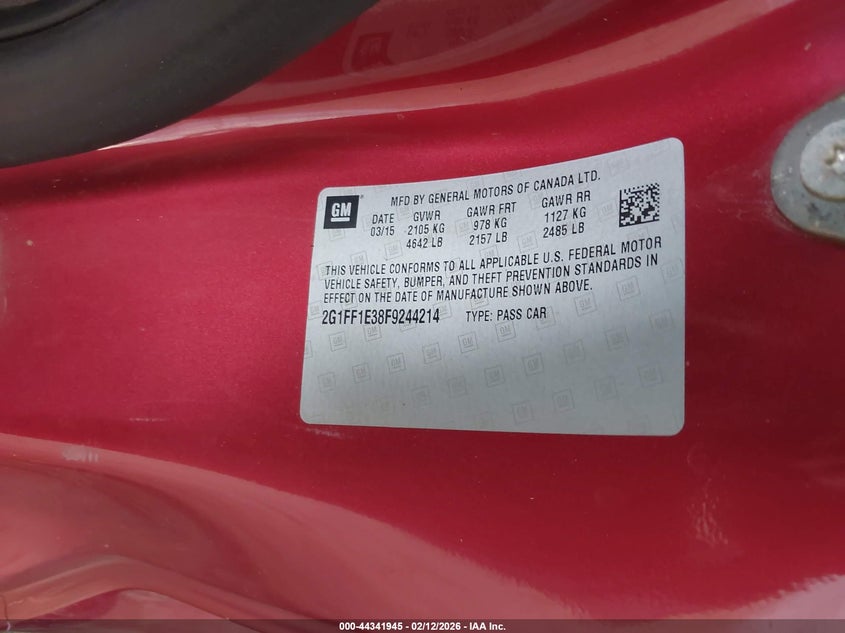 GM
MFD BY GENERAL MOTORS OF CANADA LTD.
DATE GVWR GAWR FRT GAWR RR
03/15 2105 KG 978 KG 1127 KG
4642 LB 2157 LB 2485 LB
THIS VEHICLE CONFORMS TO ALL APPLICABLE U.S. FEDERAL MOTOR
VEHICLE SAFETY, BUMPER, AND THEFT PREVENTION STANDARDS IN
EFFECT ON THE DATE OF MANUFACTURE SHOWN ABOVE.
2G1FF1E38F9244214 TYPE: PASS CAR
000-44341945 - 02/12/2026 - IAA Inc.